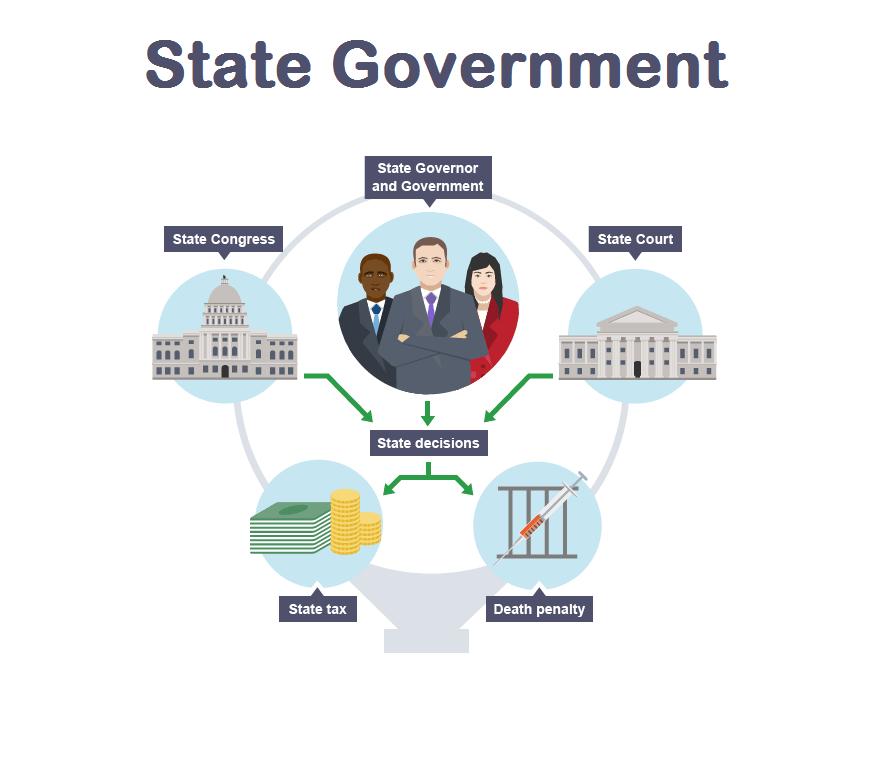 State Government
State Governor
and Government
State Congress
State Court
State decisions
State tax
Death penalty